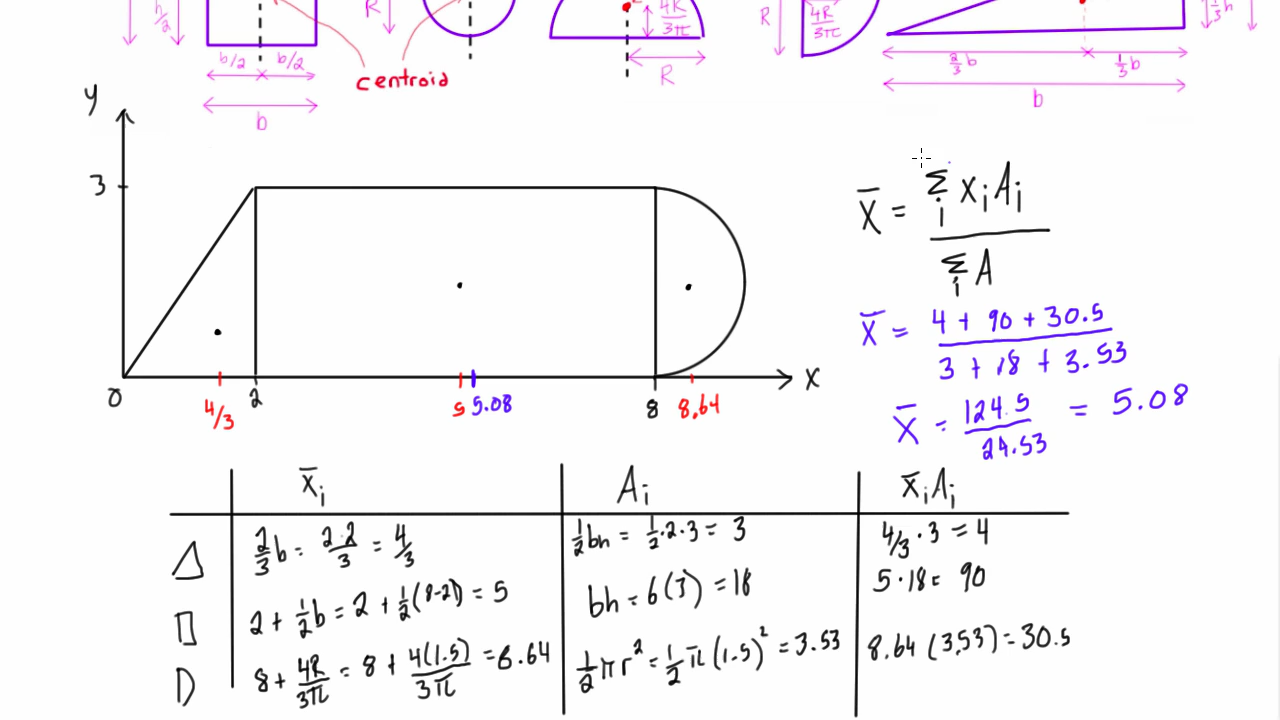 h/2
R
4R/3π
R
4R/3π
1/3 h
b/2 b/2
centroid
R
2/3 b 1/3 b
b
b
y
3
0 4/3 2 5 5.08 8 8.64 x
x̄ = Σi xiAi / Σi A
x̄ = 4 + 90 + 30.5 / 3 + 18 + 3.53
x̄ = 124.5 / 24.53 = 5.08
x̄i Ai x̄iAi
2/3 b = 2·2/3 = 4/3 1/2 bh = 1/2·2·3 = 3 4/3·3 = 4
2 + 1/2 b = 2 + 1/2(8-2) = 5 bh = 6(3) = 18 5·18 = 90
8 + 4R/3π = 8 + 4(1.5)/3π = 8.64 1/2 πr² = 1/2 π(1.5)² = 3.53 8.64(3.53) = 30.5